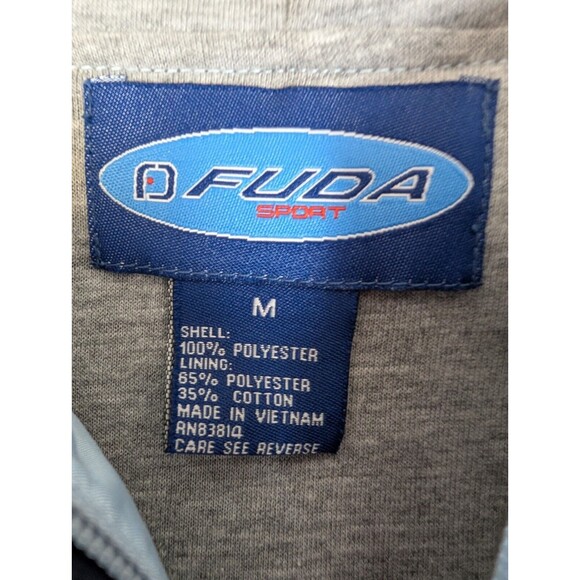 FUDA
SPORT
M
SHELL:
100% POLYESTER
LINING:
65% POLYESTER
35% COTTON
MADE IN VIETNAM
RN83814
CARE SEE REVERSE